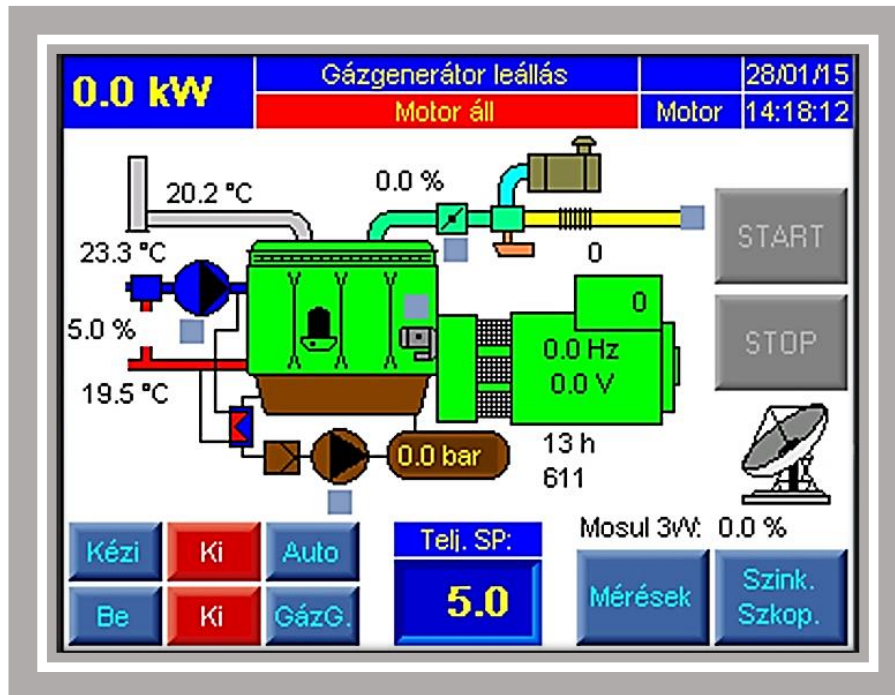 0.0 kW
Gázgenerátor leállás
28/01/15
Motor áll
Motor
14:18:12
20.2 °C
0.0 %
START
23.3 °C
0
0
5.0 %
0.0 Hz
STOP
0.0 V
19.5 °C
13 h
0.0 bar
611
Mosul 3W: 0.0 %
Kézi
Ki
Auto
Telj. SP:
5.0
Mérések
Szink.
Szkop.
Be
Ki
GázG.